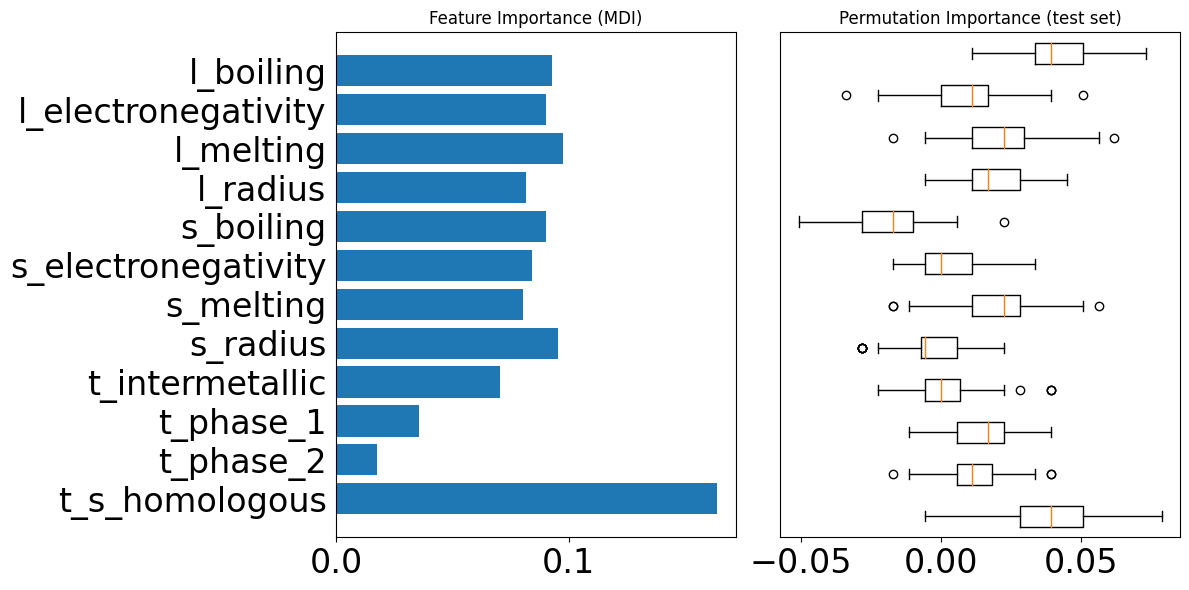 Feature Importance (MDI)
Permutation Importance (test set)
l_boiling
l_electronegativity
l_melting
l_radius
s_boiling
s_electronegativity
s_melting
s_radius
t_intermetallic
t_phase_1
t_phase_2
t_s_homologous
0.0
0.1
−0.05
0.00
0.05